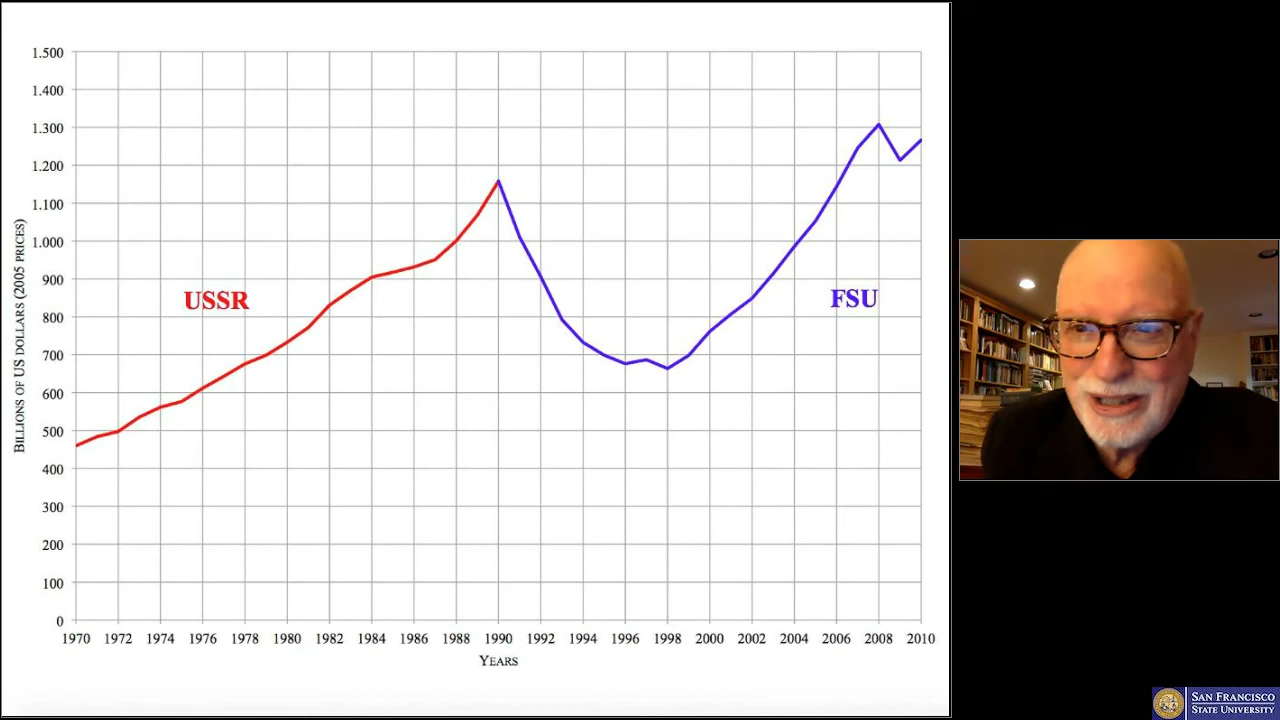 1.500
1.400
1.300
1.200
1.100
1.000
900
800
700
600
500
400
300
200
100
0
BILLIONS OF US DOLLARS (2005 PRICES)
USSR
FSU
1970 1972 1974 1976 1978 1980 1982 1984 1986 1988 1990 1992 1994 1996 1998 2000 2002 2004 2006 2008 2010
YEARS
SAN FRANCISCO
STATE UNIVERSITY